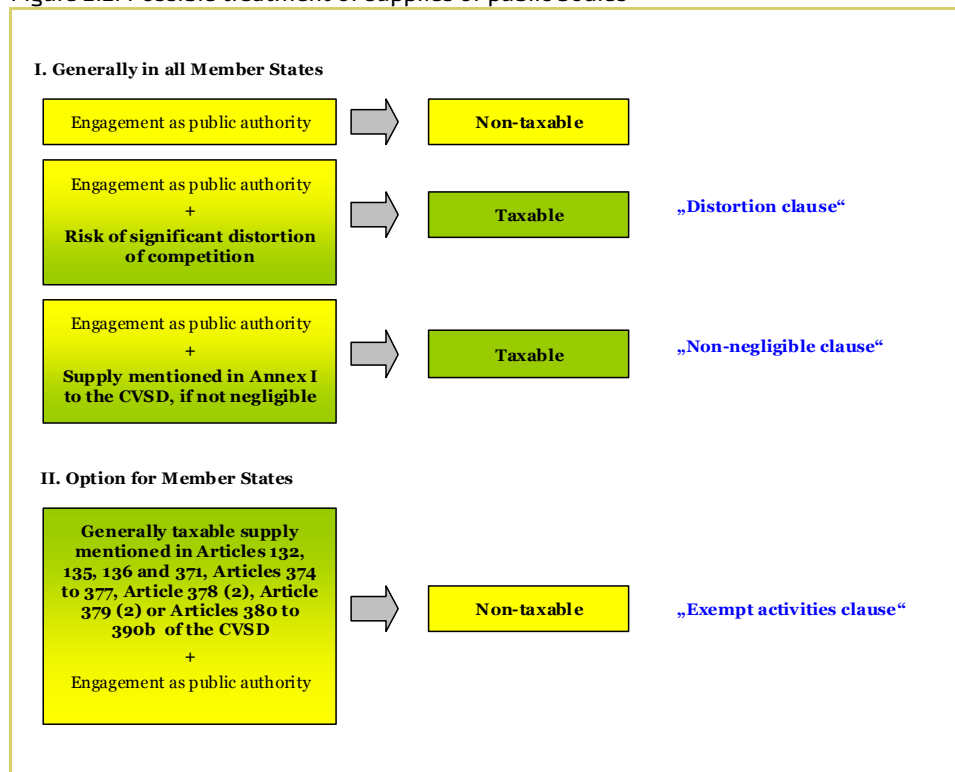 I. Generally in all Member States
Engagement as public authority
Non-taxable
Engagement as public authority
+
Risk of significant distortion
of competition
Taxable
„Distortion clause“
Engagement as public authority
+
Supply mentioned in Annex I
to the CVSD, if not negligible
Taxable
„Non-negligible clause“
II. Option for Member States
Generally taxable supply
mentioned in Articles 132,
135, 136 and 371, Articles 374
to 377, Article 378 (2), Article
379 (2) or Articles 380 to
390b of the CVSD
+
Engagement as public authority
Non-taxable
„Exempt activities clause“